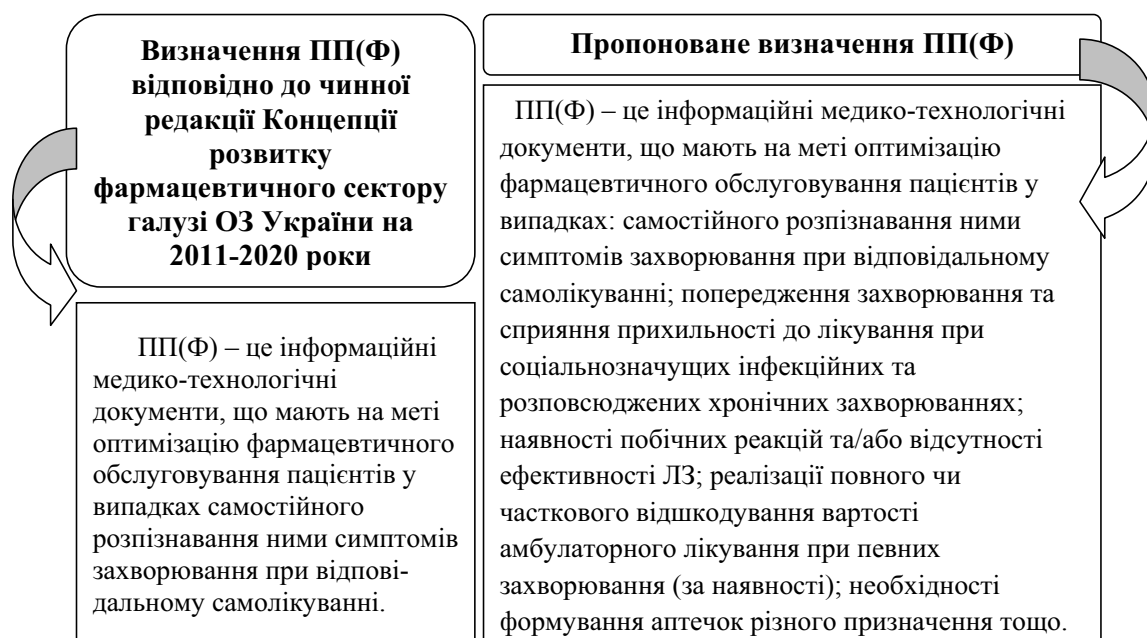 Визначення ПП(Ф)
відповідно до чинної
редакції Концепції
розвитку
фармацевтичного сектору
галузі ОЗ України на
2011-2020 роки
ПП(Ф) – це інформаційні
медико-технологічні
документи, що мають на меті
оптимізацію фармацевтичного
обслуговування пацієнтів у
випадках самостійного
розпізнавання ними симптомів
захворювання при відпові-
дальному самолікуванні.
Пропоноване визначення ПП(Ф)
ПП(Ф) – це інформаційні медико-технологічні
документи, що мають на меті оптимізацію
фармацевтичного обслуговування пацієнтів у
випадках: самостійного розпізнавання ними
симптомів захворювання при відповідальному
самолікуванні; попередження захворювання та
сприяння прихильності до лікування при
соціальнозначущих інфекційних та
розповсюджених хронічних захворюваннях;
наявності побічних реакцій та/або відсутності
ефективності ЛЗ; реалізації повного чи
часткового відшкодування вартості
амбулаторного лікування при певних
захворювання (за наявності); необхідності
формування аптечок різного призначення тощо.